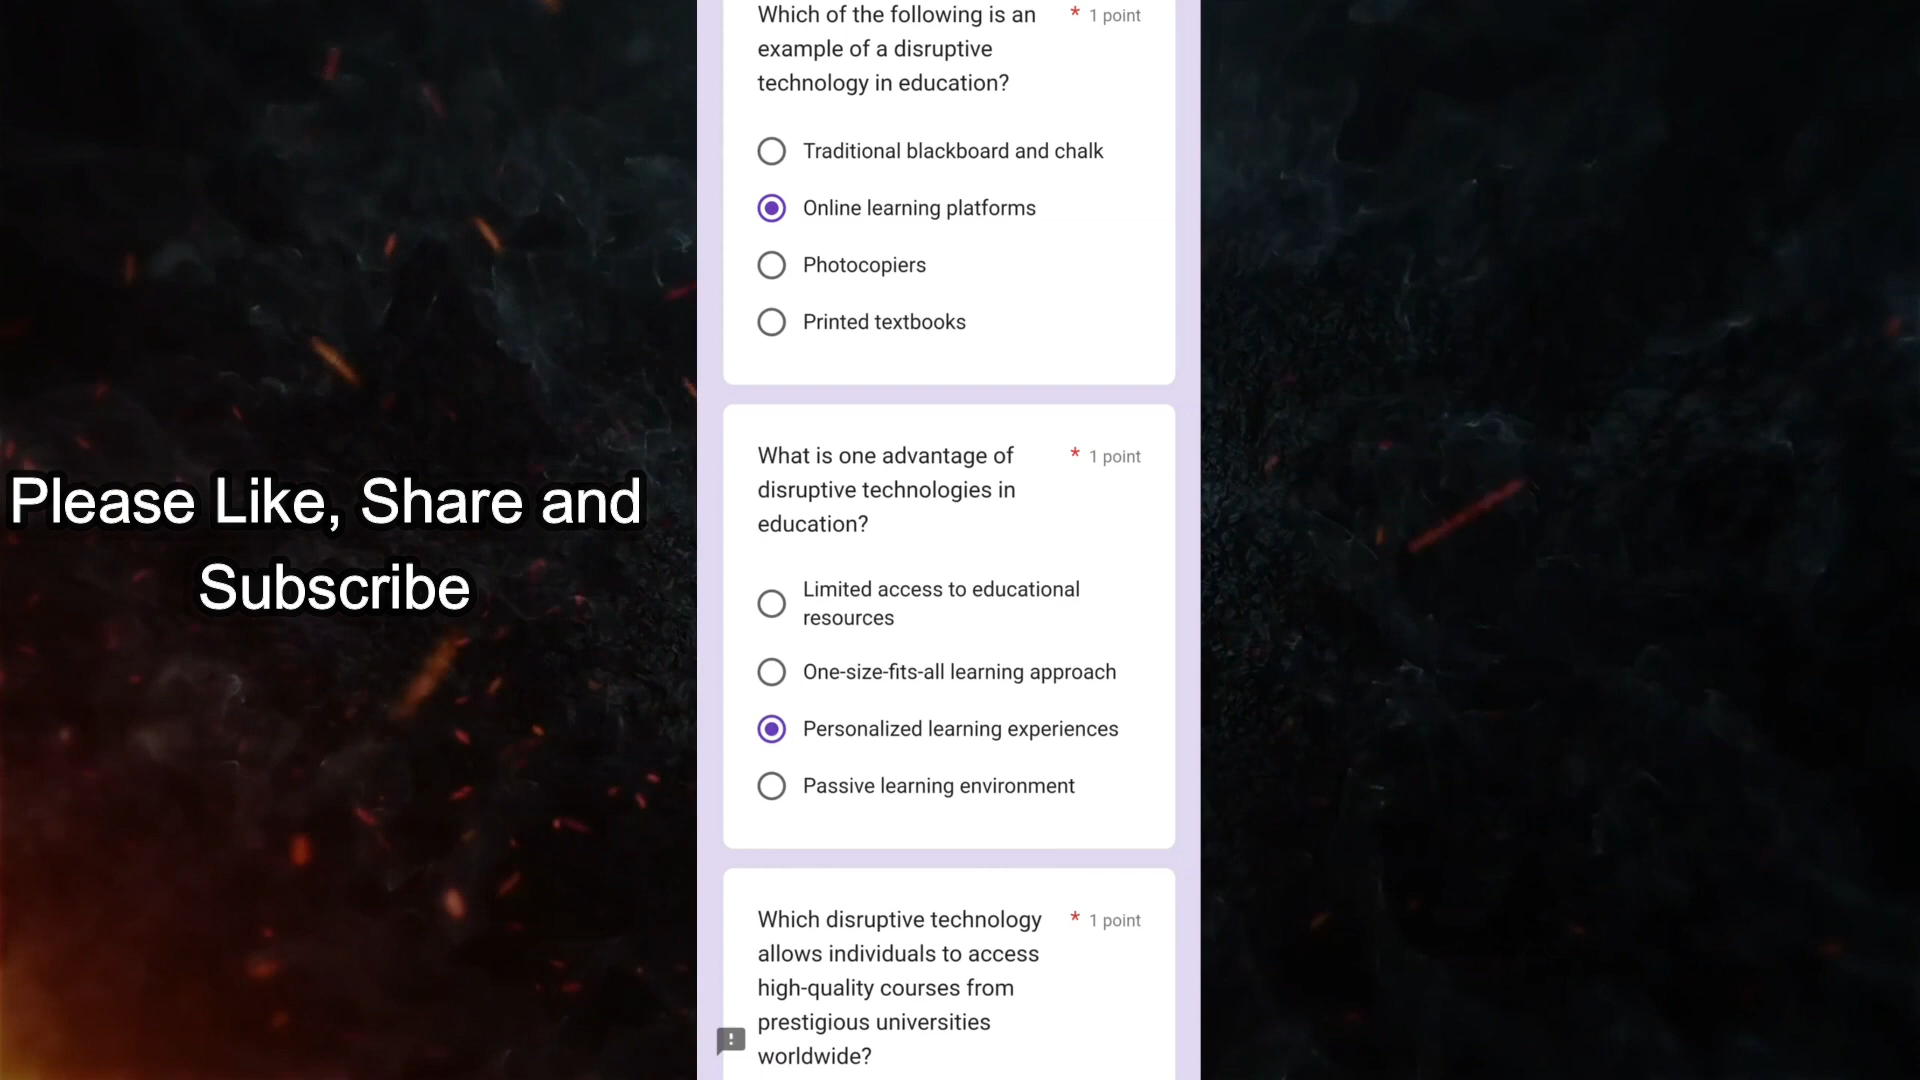 Please Like, Share and
Subscribe
Which of the following is an * 1 point
example of a disruptive
technology in education?
Traditional blackboard and chalk
Online learning platforms
Photocopiers
Printed textbooks
What is one advantage of * 1 point
disruptive technologies in
education?
Limited access to educational
resources
One-size-fits-all learning approach
Personalized learning experiences
Passive learning environment
Which disruptive technology * 1 point
allows individuals to access
high-quality courses from
prestigious universities
worldwide?